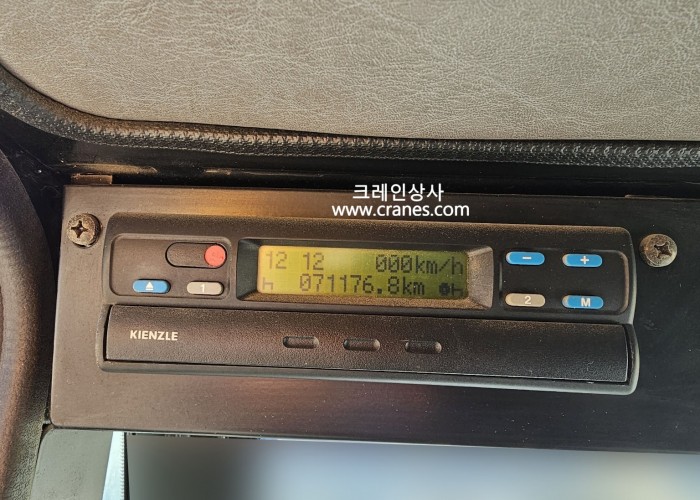 크레인상사
www.cranes.com
12 12 000km/h
h 071176.8km h
1
2
M
- +
KIENZLE